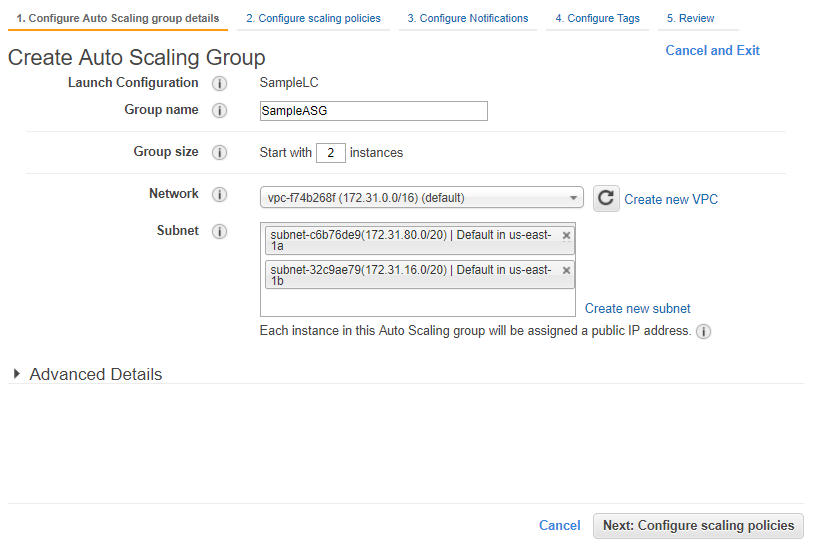 1. Configure Auto Scaling group details 2. Configure scaling policies 3. Configure Notifications 4. Configure Tags 5. Review
Create Auto Scaling Group Cancel and Exit
Launch Configuration i SampleLC
Group name i SampleASG
Group size i Start with 2 instances
Network i vpc-f74b268f (172.31.0.0/16) (default) Create new VPC
Subnet i subnet-c6b76de9(172.31.80.0/20) | Default in us-east-
1a
subnet-32c9ae79(172.31.16.0/20) | Default in us-east-
1b
Create new subnet
Each instance in this Auto Scaling group will be assigned a public IP address. i
Advanced Details
Cancel Next: Configure scaling policies